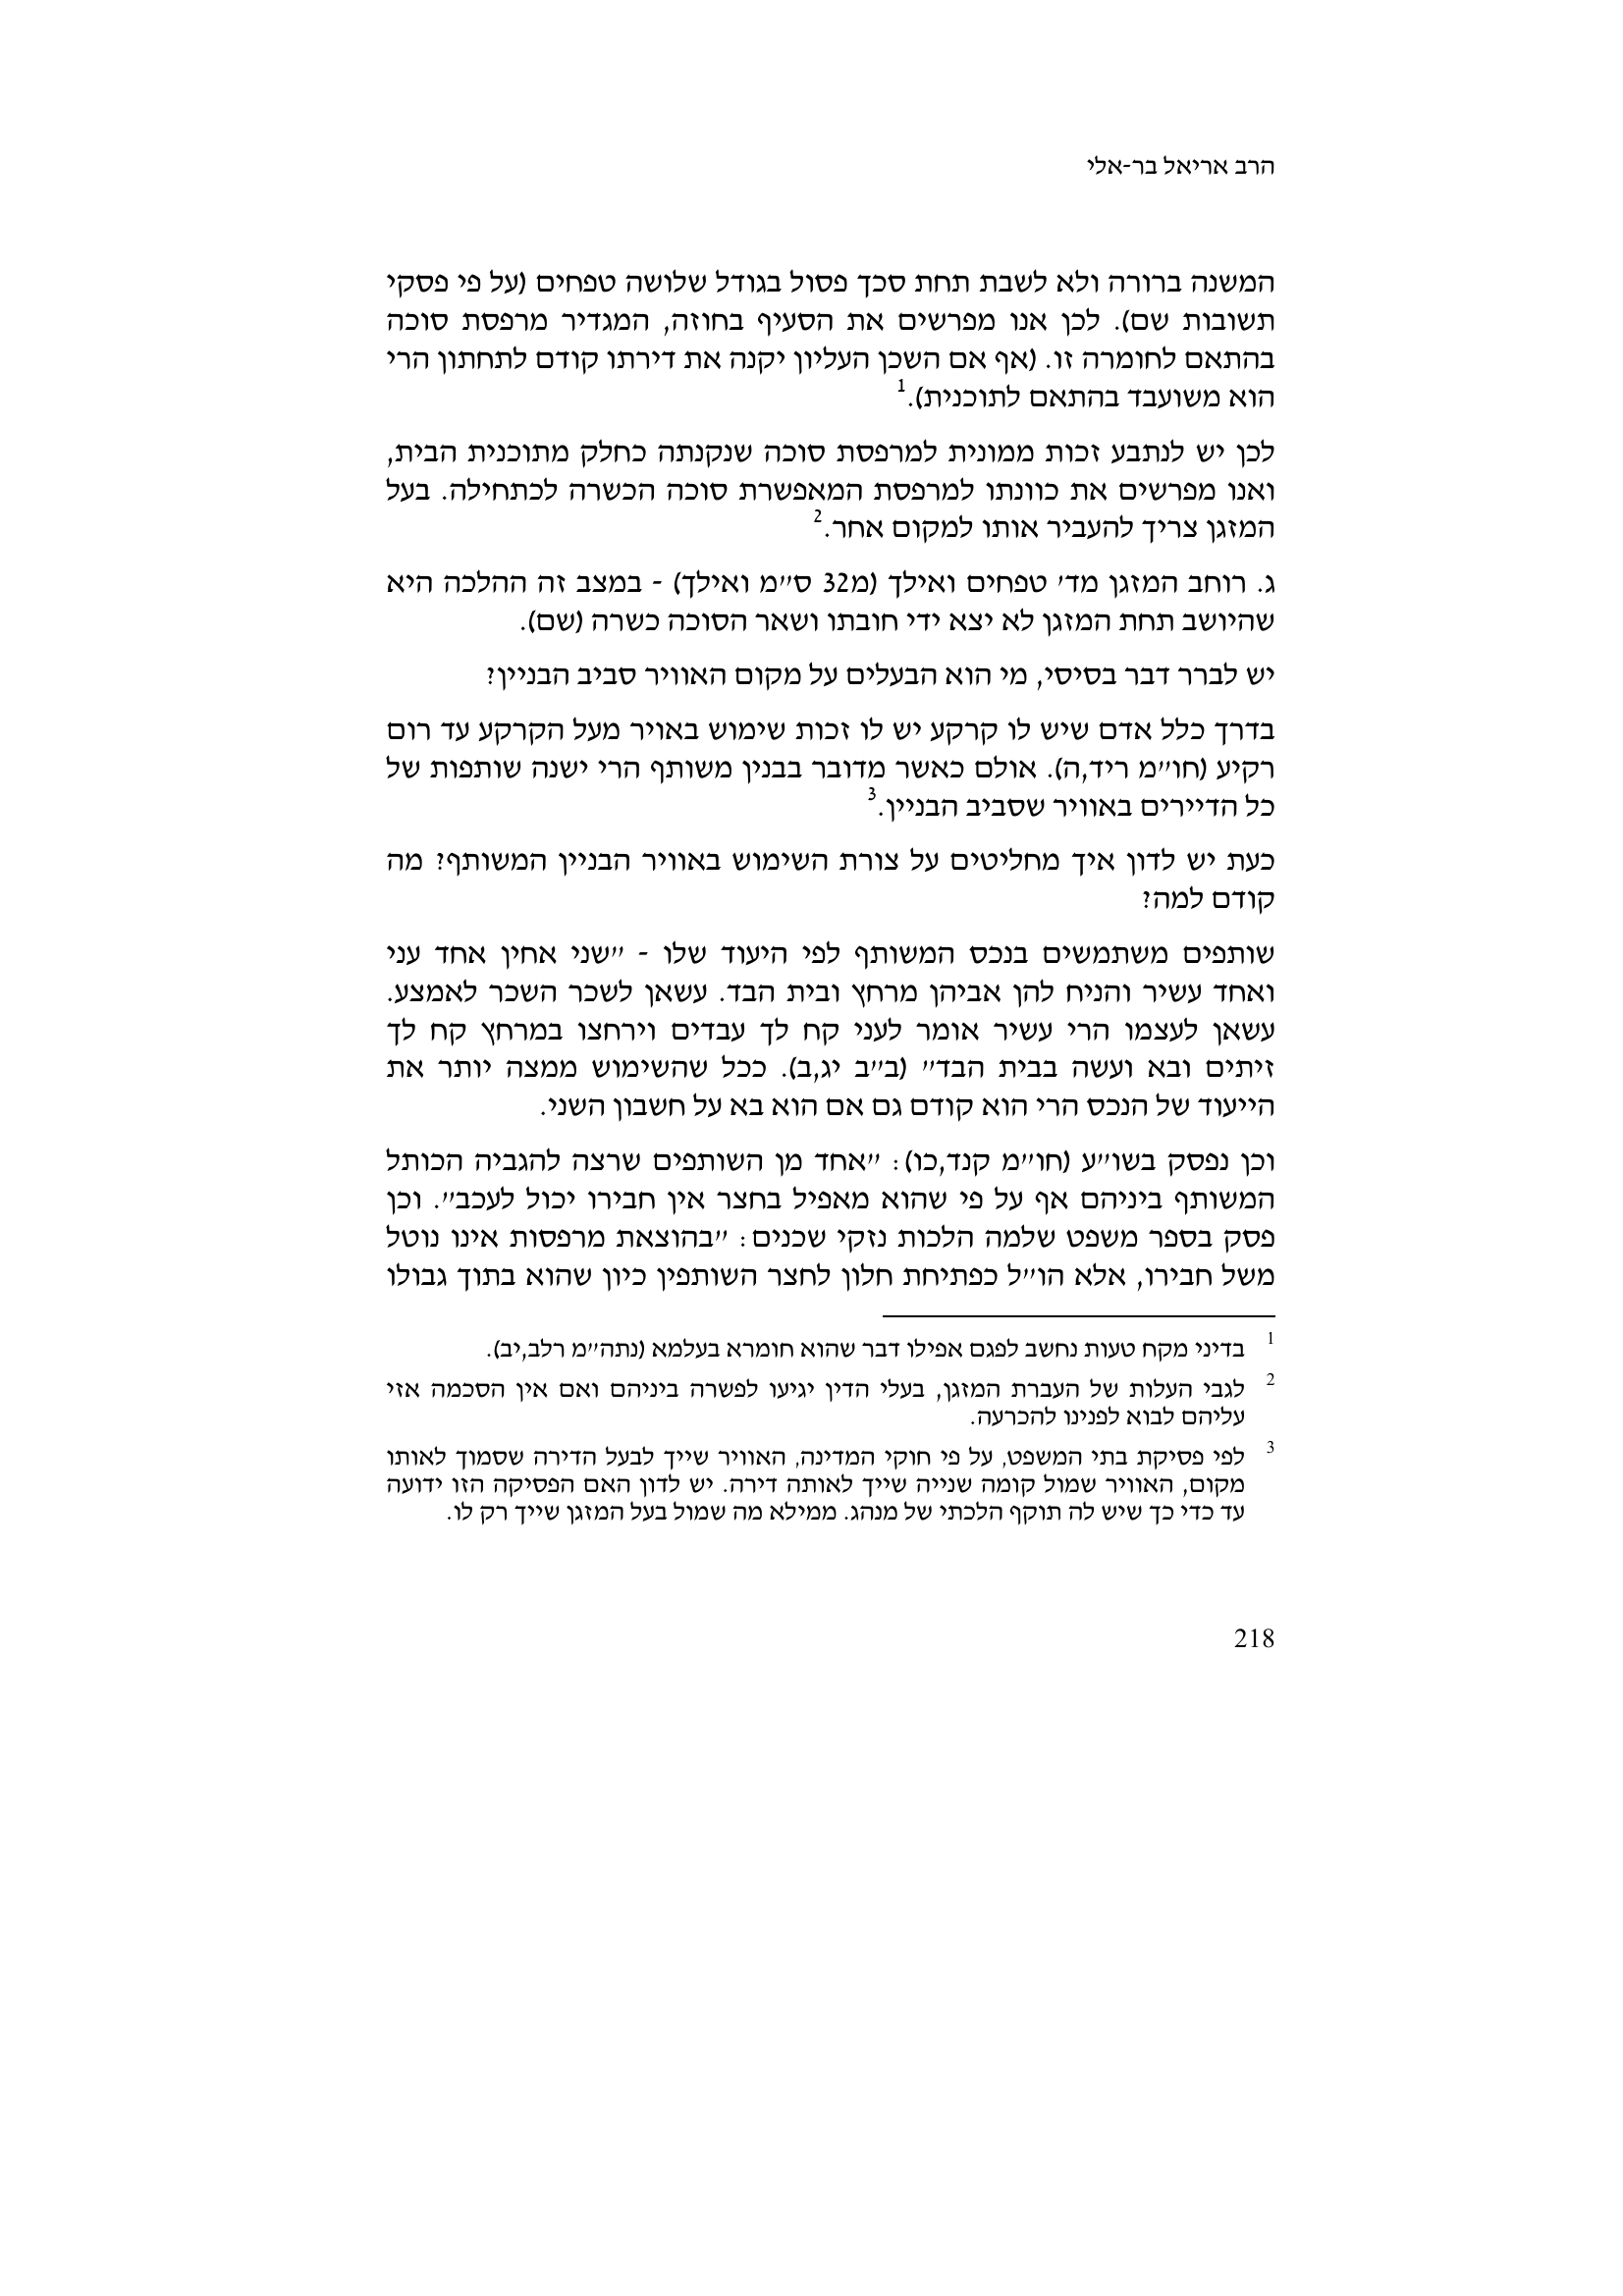 הרב אריאל בר-אלי
המשנה ברורה ולא לשבת תחת סכך פסול בגודל שלושה טפחים (על פי פסקי
תשובות שם). לכן אנו מפרשים את הסעיף בחוזה, המגדיר מרפסת סוכה
בהתאם לחומרה זו. (אף אם השכן העליון יקנה את דירתו קודם לתחתון הרי
הוא משועבד בהתאם לתוכנית).1
לכן יש לנתבע זכות ממונית למרפסת סוכה שנקנתה כחלק מתוכנית הבית,
ואנו מפרשים את כוונתו למרפסת המאפשרת סוכה הכשרה לכתחילה. בעל
המזגן צריך להעביר אותו למקום אחר.2
ג. רוחב המזגן מד' טפחים ואילך (מ32 ס"מ ואילך) - במצב זה ההלכה היא
שהיושב תחת המזגן לא יצא ידי חובתו ושאר הסוכה כשרה (שם).
יש לברר דבר בסיסי, מי הוא הבעלים על מקום האוויר סביב הבניין?
בדרך כלל אדם שיש לו קרקע יש לו זכות שימוש באויר מעל הקרקע עד רום
רקיע (חו"מ ריד,ה). אולם כאשר מדובר בבנין משותף הרי ישנה שותפות של
כל הדיירים באוויר שסביב הבניין.3
כעת יש לדון איך מחליטים על צורת השימוש באוויר הבניין המשותף? מה
קודם למה?
שותפים משתמשים בנכס המשותף לפי היעוד שלו - "שני אחין אחד עני
ואחד עשיר והניח להן אביהן מרחץ ובית הבד. עשאן לשכר השכר לאמצע.
עשאן לעצמו הרי עשיר אומר לעני קח לך עבדים וירחצו במרחץ קח לך
זיתים ובא ועשה בבית הבד" (ב"ב יג,ב). ככל שהשימוש ממצה יותר את
הייעוד של הנכס הרי הוא קודם גם אם הוא בא על חשבון השני.
וכן נפסק בשו"ע (חו"מ קנד,כו): "אחד מן השותפים שרצה להגביה הכותל
המשותף ביניהם אף על פי שהוא מאפיל בחצר אין חבירו יכול לעכב". וכן
פסק בספר משפט שלמה הלכות נזקי שכנים: "בהוצאת מרפסות אינו נוטל
משל חבירו, אלא הו"ל כפתיחת חלון לחצר השותפין כיון שהוא בתוך גבולו
1 בדיני מקח טעות נחשב לפגם אפילו דבר שהוא חומרא בעלמא (נתה"מ רלב,יב).
2 לגבי העלות של העברת המזגן, בעלי הדין יגיעו לפשרה ביניהם ואם אין הסכמה אזי
עליהם לבוא לפנינו להכרעה.
3 לפי פסיקת בתי המשפט, על פי חוקי המדינה, האוויר שייך לבעל הדירה שסמוך לאותו
מקום, האוויר שמול קומה שנייה שייך לאותה דירה. יש לדון האם הפסיקה הזו ידועה
עד כדי כך שיש לה תוקף הלכתי של מנהג. ממילא מה שמול בעל המזגן שייך רק לו.
218